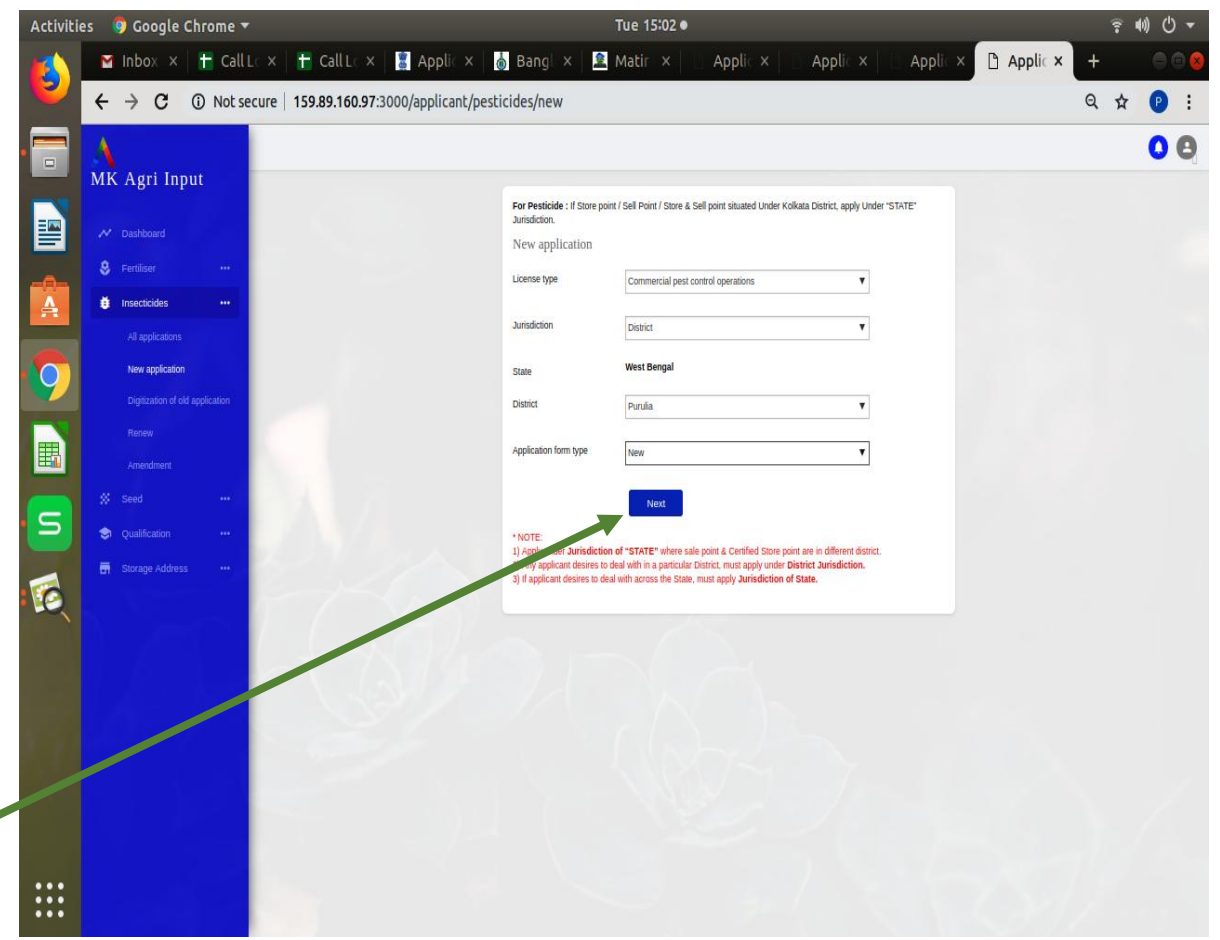 Activities Google Chrome Tue 15:02
Inbox Call Lo Call Lo Applic Bangl Matir Applic Applic Applic Applic
Not secure 159.89.160.97:3000/applicant/pesticides/new P
MK Agri Input
Dashboard
Fertiliser
Insecticides
All applications
New application
Digitization of old application
Renew
Amendment
Seed
Qualification
Storage Address
For Pesticide : If Store point / Sell Point / Store & Sell point situated Under Kolkata District, apply Under "STATE"
Jurisdiction.
New application
License type Commercial pest control operations
Jurisdiction District
State West Bengal
District Purulia
Application form type New
Next
* NOTE:
1) Jurisdiction of "STATE" where sale point & Certified Store point are in different district.
applicant desires to deal with in a particular District, must apply under District Jurisdiction.
3) If applicant desires to deal with across the State, must apply Jurisdiction of State.